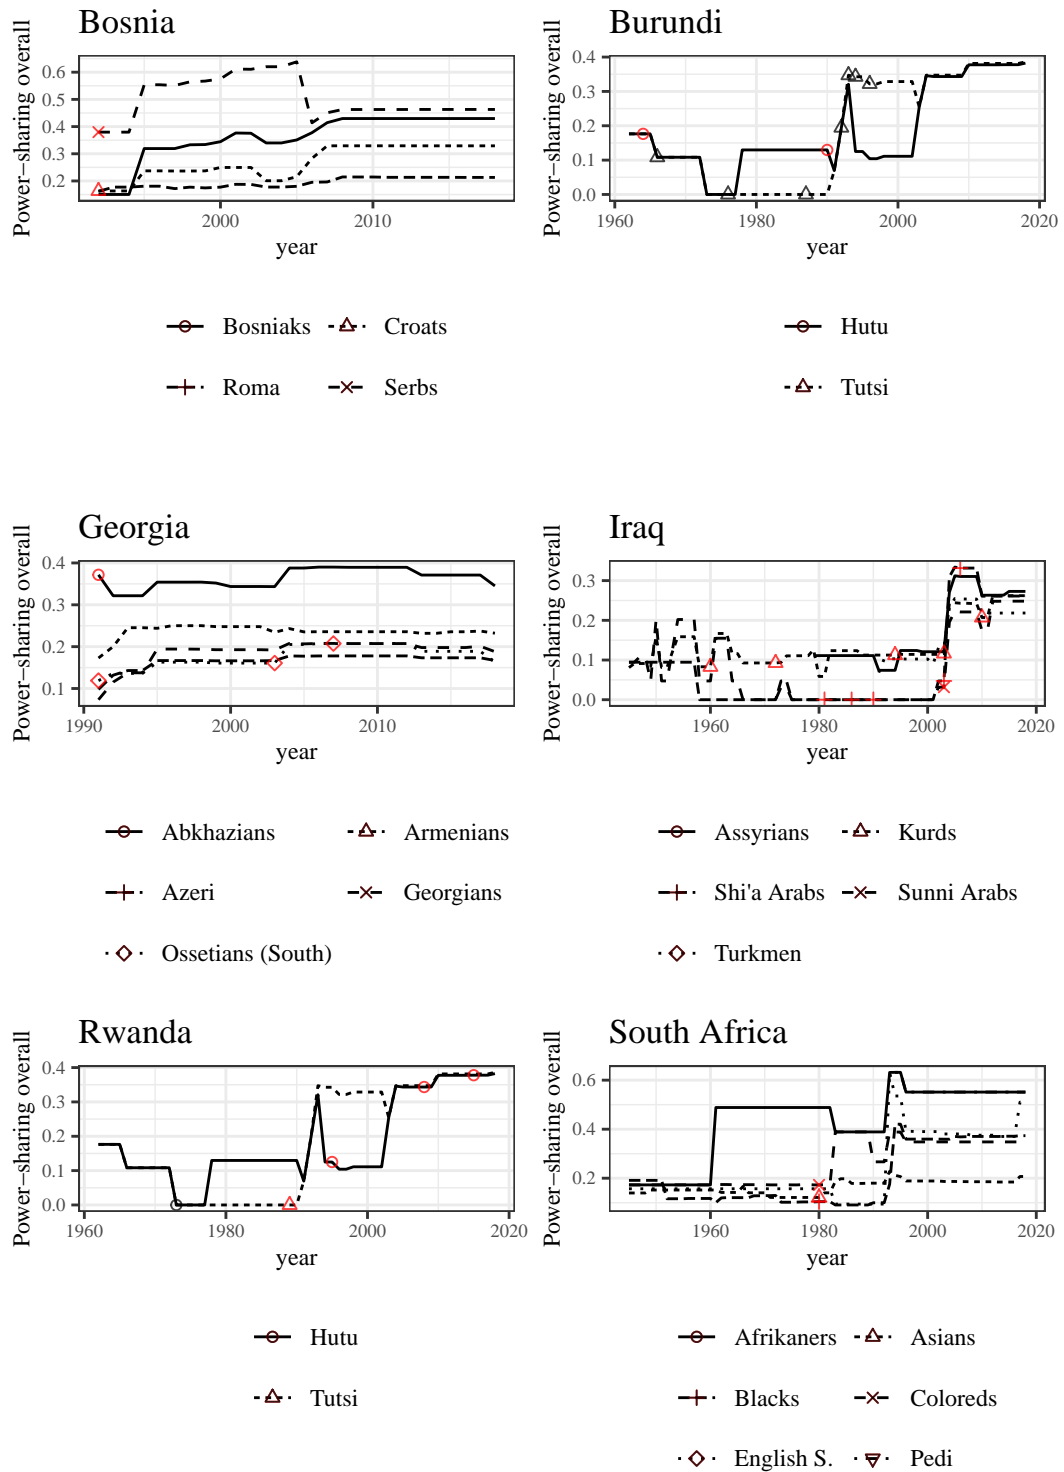 Bosnia
Power−sharing overall
0.6
0.5
0.4
0.3
0.2
2000 2010
year
Bosniaks Croats
Roma Serbs
Burundi
Power−sharing overall
0.4
0.3
0.2
0.1
0.0
1960 1980 2000 2020
year
Hutu
Tutsi
Georgia
Power−sharing overall
0.4
0.3
0.2
0.1
1990 2000 2010
year
Abkhazians Armenians
Azeri Georgians
Ossetians (South)
Iraq
Power−sharing overall
0.3
0.2
0.1
0.0
1960 1980 2000 2020
year
Assyrians Kurds
Shi'a Arabs Sunni Arabs
Turkmen
Rwanda
Power−sharing overall
0.4
0.3
0.2
0.1
0.0
1960 1980 2000 2020
year
Hutu
Tutsi
South Africa
Power−sharing overall
0.6
0.4
0.2
1960 1980 2000 2020
year
Afrikaners Asians
Blacks Coloreds
English S. Pedi